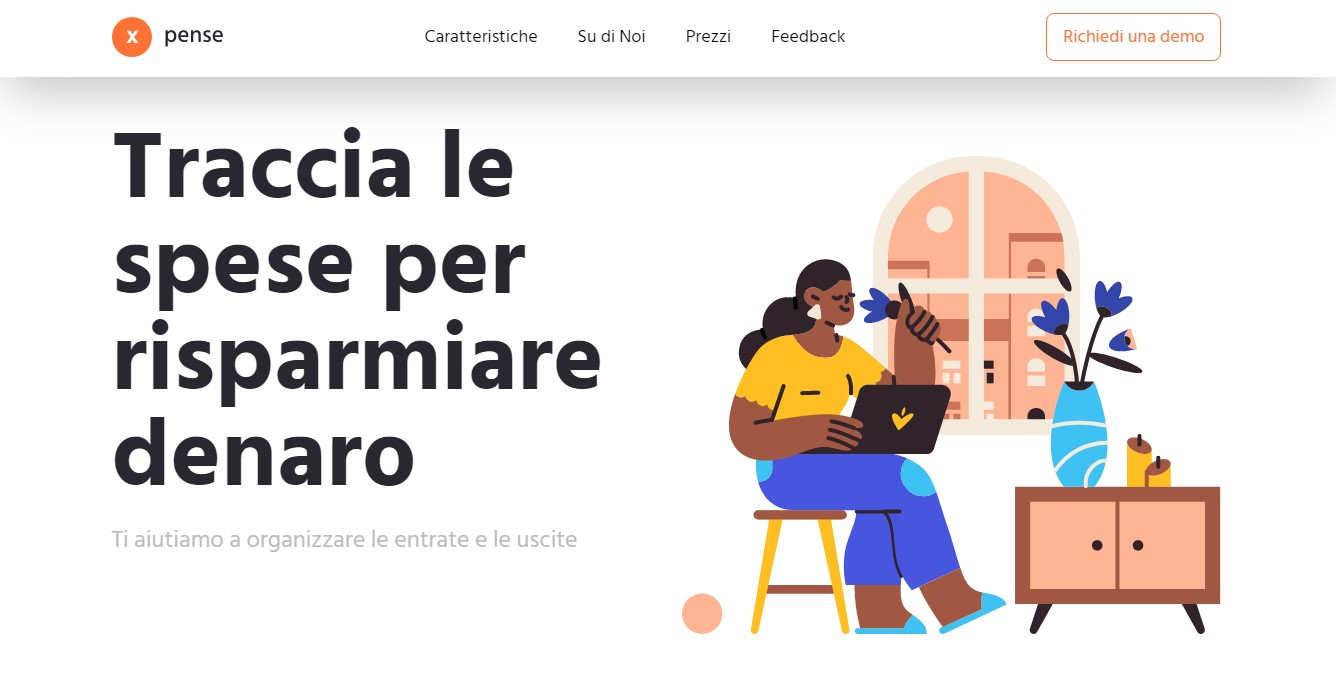 x pense
Caratteristiche
Su di Noi
Prezzi
Feedback
Richiedi una demo
Traccia le
spese per
risparmiare
denaro
Ti aiutiamo a organizzare le entrate e le uscite